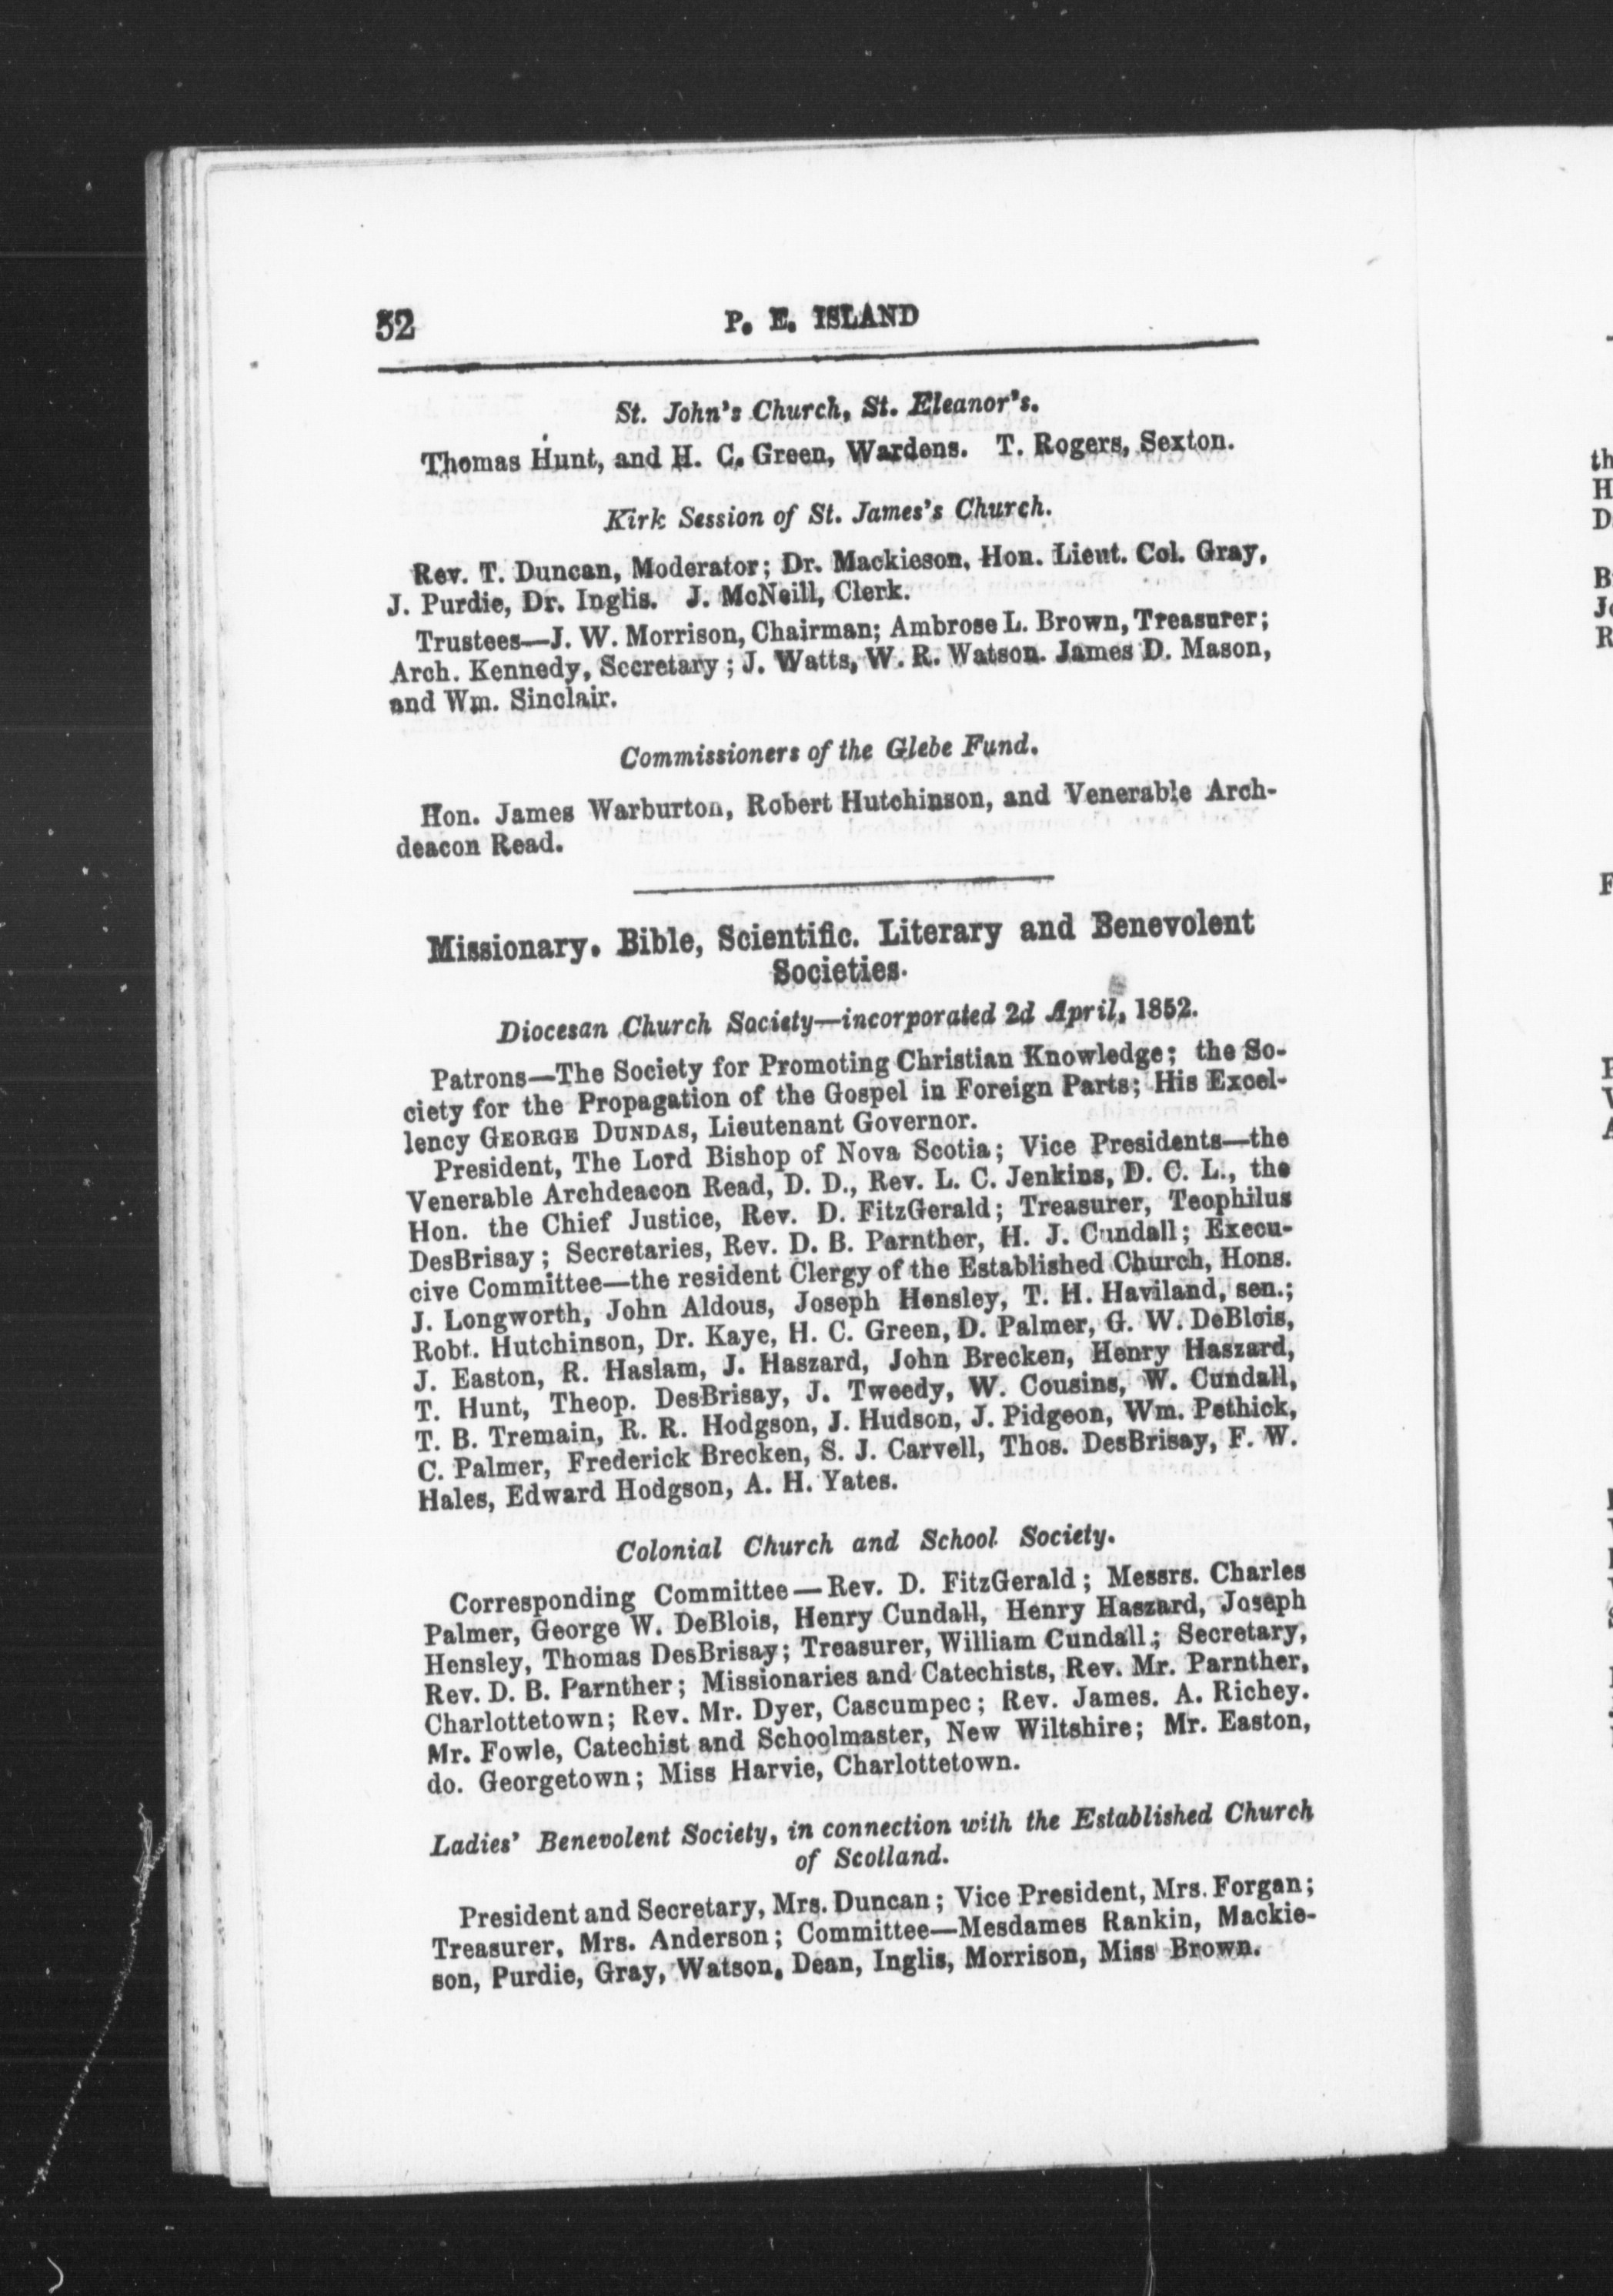 52 P. E. ISLAND
St. John's Church, St. Eleanor's.
Thomas Hunt, and H. C. Green, Wardens. T. Rogers, Sexton.
Kirk Session of St. James's Church.
Rev. T. Duncan, Moderator; Dr. Mackieson, Hon. Lieut. Col. Gray,
J. Purdie, Dr. Inglis. J. McNeill, Clerk.
Trustees—J. W. Morrison, Chairman; Ambrose L. Brown, Treasurer;
Arch. Kennedy, Secretary; J. Watts, W. R. Watson. James D. Mason,
and Wm. Sinclair.
Commissioners of the Glebe Fund.
Hon. James Warburton, Robert Hutchinson, and Venerable Arch-
deacon Read.
Missionary. Bible, Scientific. Literary and Benevolent
Societies.
Diocesan Church Society—incorporated 2d April, 1852.
Patrons—The Society for Promoting Christian Knowledge; the So-
ciety for the Propagation of the Gospel in Foreign Parts; His Excel-
lency GEORGE DUNDAS, Lieutenant Governor.
President, The Lord Bishop of Nova Scotia; Vice Presidents—the
Venerable Archdeacon Read, D. D., Rev. L. C. Jenkins, D. C. L., the
Hon. the Chief Justice, Rev. D. FitzGerald; Treasurer, Teophilus
DesBrisay; Secretaries, Rev. D. B. Parnther, H. J. Cundall; Execu-
cive Committee—the resident Clergy of the Established Church, Hons.
J. Longworth, John Aldous, Joseph Hensley, T. H. Haviland, sen.;
Robt. Hutchinson, Dr. Kaye, H. C. Green, D. Palmer, G. W. DeBlois,
J. Easton, R. Haslam, J. Haszard, John Brecken, Henry Haszard,
T. Hunt, Theop. DesBrisay, J. Tweedy, W. Cousins, W. Cundall,
T. B. Tremain, R. R. Hodgson, J. Hudson, J. Pidgeon, Wm. Pethick,
C. Palmer, Frederick Brecken, S. J. Carvell, Thos. DesBrisay, F. W.
Hales, Edward Hodgson, A. H. Yates.
Colonial Church and School Society.
Corresponding Committee—Rev. D. FitzGerald; Messrs. Charles
Palmer, George W. DeBlois, Henry Cundall, Henry Haszard, Joseph
Hensley, Thomas DesBrisay; Treasurer, William Cundall; Secretary,
Rev. D. B. Parnther; Missionaries and Catechists, Rev. Mr. Parnther,
Charlottetown; Rev. Mr. Dyer, Cascumpec; Rev. James. A. Richey.
Mr. Fowle, Catechist and Schoolmaster, New Wiltshire; Mr. Easton,
do. Georgetown; Miss Harvie, Charlottetown.
Ladies' Benevolent Society, in connection with the Established Church
of Scotland.
President and Secretary, Mrs. Duncan; Vice President, Mrs. Forgan;
Treasurer, Mrs. Anderson; Committee—Mesdames Rankin, Mackie-
son, Purdie, Gray, Watson, Dean, Inglis, Morrison, Miss Brown.